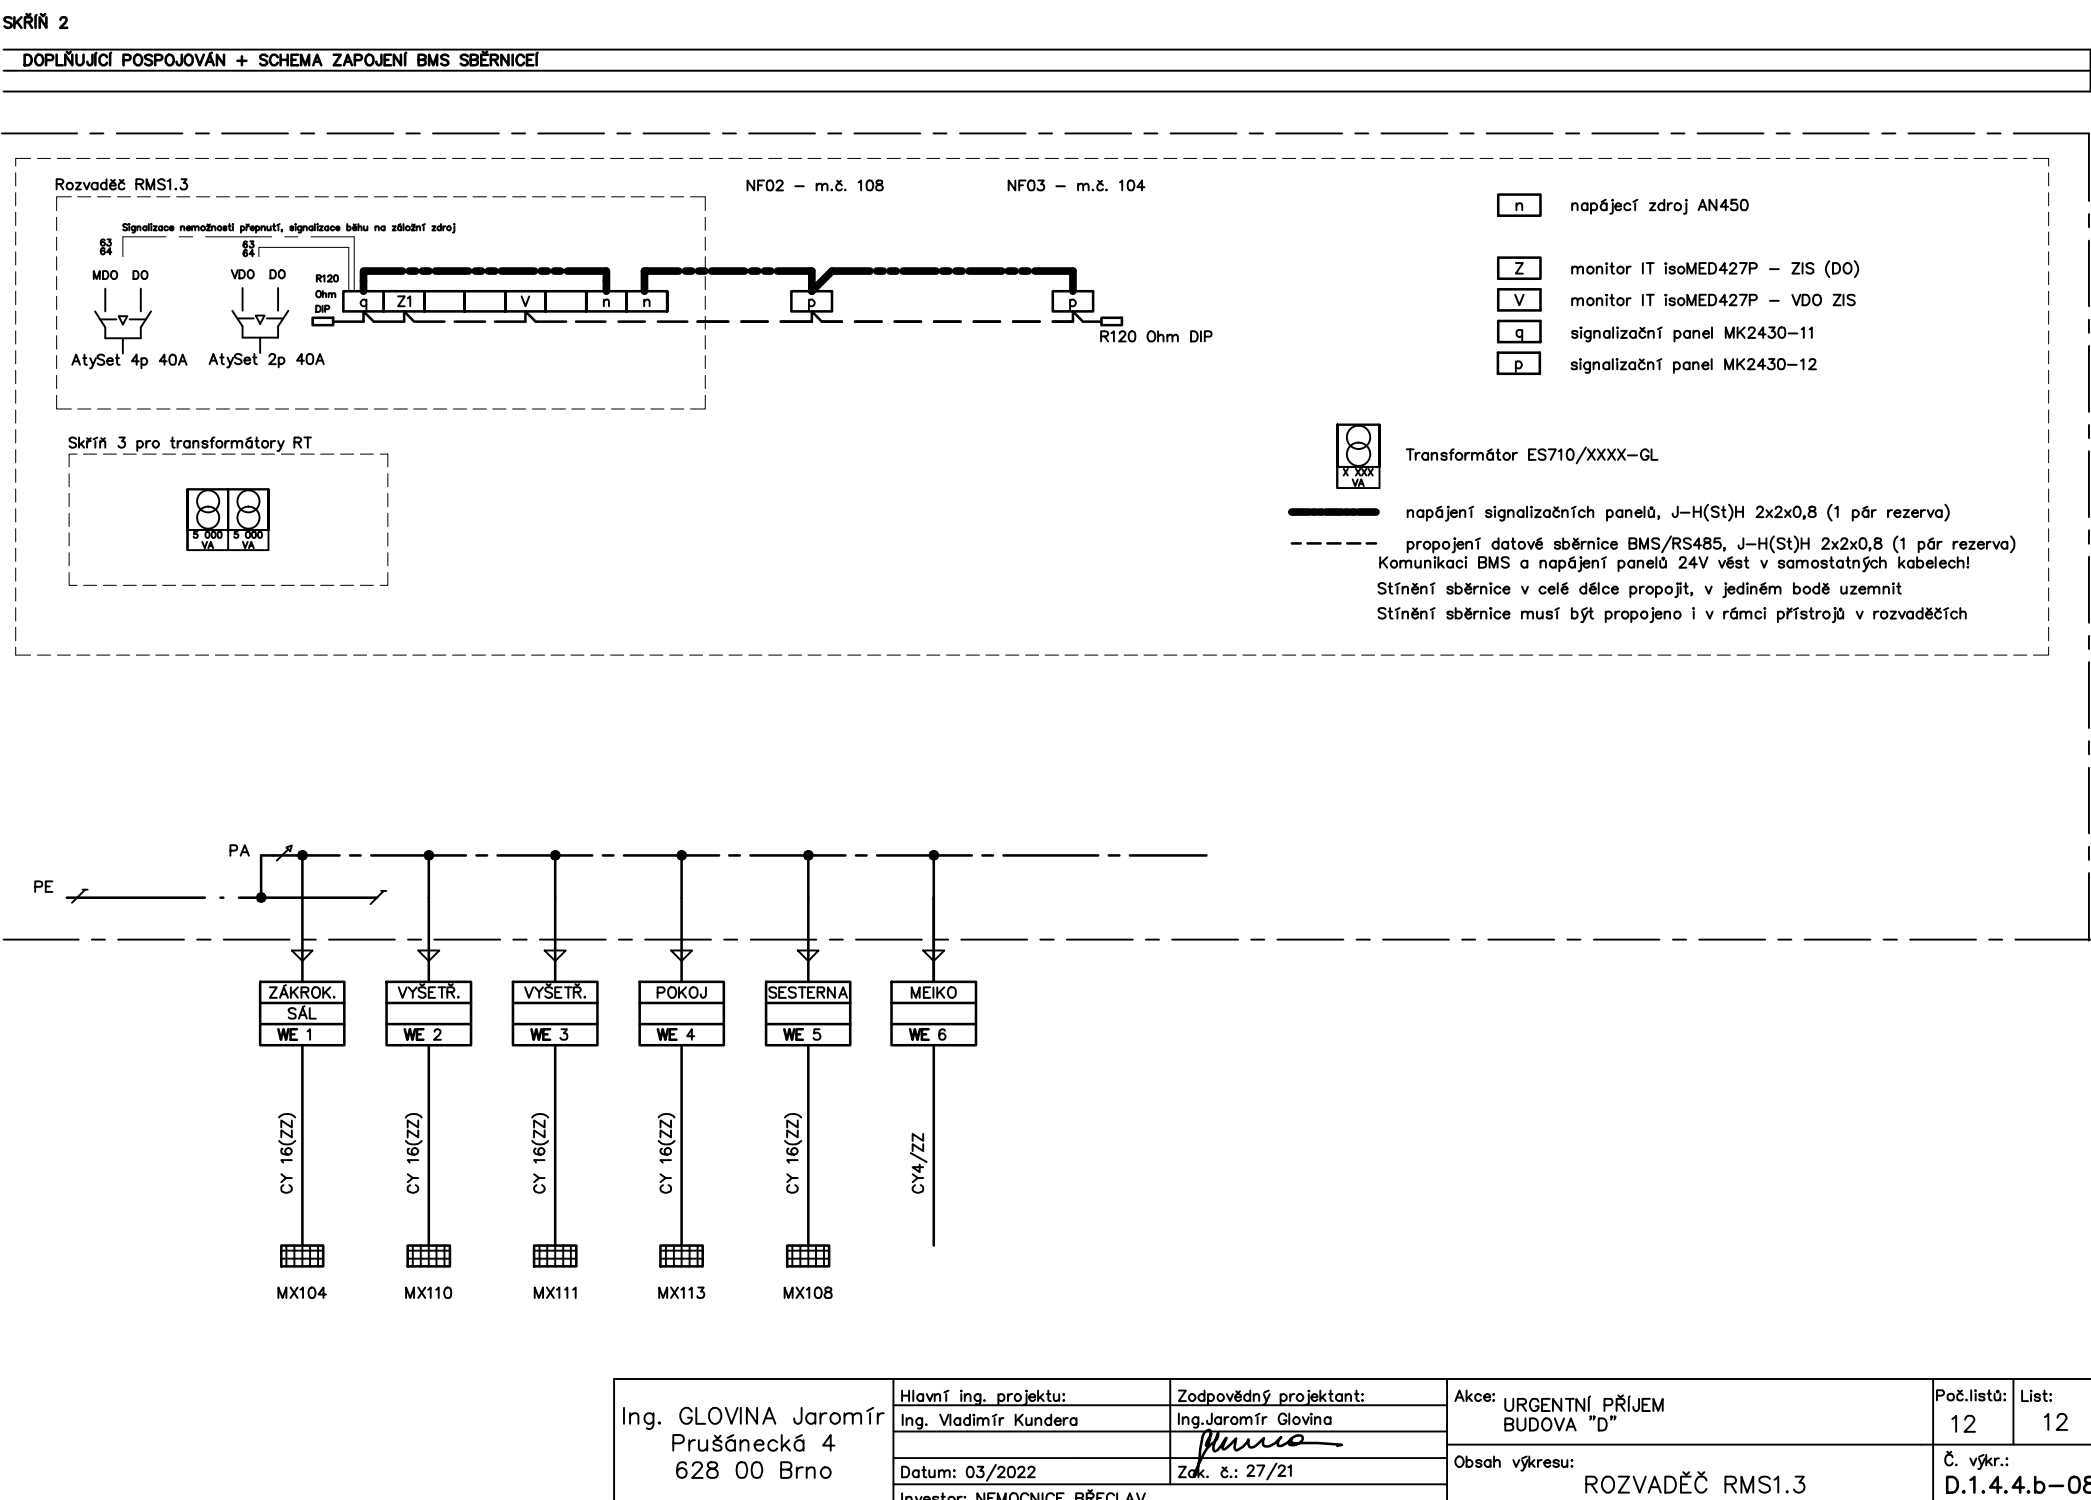 SKŘÍŇ 2
DOPLŇUJÍCÍ POSPOJOVÁN + SCHEMA ZAPOJENÍ BMS SBĚRNICEÍ
Rozvaděč RMS1.3
NF02 – m.č. 108
NF03 – m.č. 104
Signalizace nemožnosti přepnutí, signalizace běhu na záložní zdroj
63
64
63
64
MDO DO
VDO DO
R120
Ohm
DIP
q Z1 V n n
p
p
R120 Ohm DIP
AtySet 4p 40A
AtySet 2p 40A
n napájecí zdroj AN450
Z monitor IT isoMED427P – ZIS (DO)
V monitor IT isoMED427P – VDO ZIS
q signalizační panel MK2430–11
p signalizační panel MK2430–12
Skříň 3 pro transformátory RT
5 000
VA
5 000
VA
X XXX
VA
Transformátor ES710/XXXX–GL
napájení signalizačních panelů, J–H(St)H 2x2x0,8 (1 pár rezerva)
propojení datové sběrnice BMS/RS485, J–H(St)H 2x2x0,8 (1 pár rezerva)
Komunikaci BMS a napájení panelů 24V vést v samostatných kabelech!
Stínění sběrnice v celé délce propojit, v jediném bodě uzemnit
Stínění sběrnice musí být propojeno i v rámci přístrojů v rozvaděčích
PA
PE
ZÁKROK.
SÁL
WE 1
VYŠETŘ.
WE 2
VYŠETŘ.
WE 3
POKOJ
WE 4
SESTERNA
WE 5
MEIKO
WE 6
CY 16(ZZ)
CY 16(ZZ)
CY 16(ZZ)
CY 16(ZZ)
CY 16(ZZ)
CY4/ZZ
MX104
MX110
MX111
MX113
MX108
Ing. GLOVINA Jaromír
Prušánecká 4
628 00 Brno
Hlavní ing. projektu:
Ing. Vladimír Kundera
Datum: 03/2022
Investor: NEMOCNICE BŘECLAV
Zodpovědný projektant:
Ing.Jaromír Glovina
Zak. č.: 27/21
Akce: URGENTNÍ PŘÍJEM
BUDOVA "D"
Obsah výkresu:
ROZVADĚČ RMS1.3
Poč.listů:
12
List:
12
Č. výkr.:
D.1.4.4.b–08